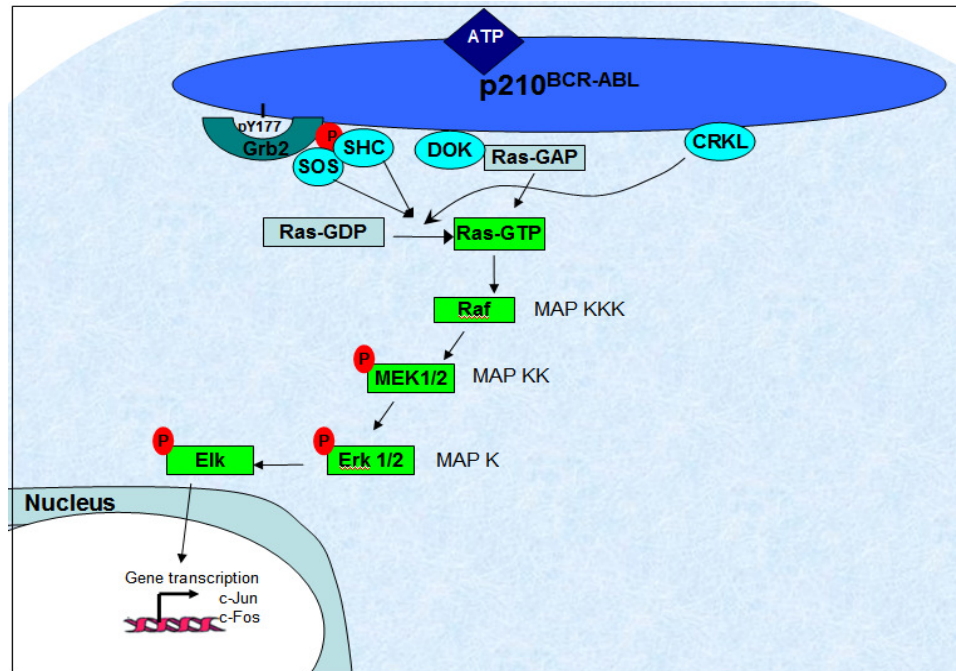 ATP
p210BCR-ABL
pY177
Grb2
P
SOS
SHC
DOK
Ras-GAP
CRKL
Ras-GDP
Ras-GTP
Raf
MAP KKK
P
MEK1/2
MAP KK
P
Elk
P
Erk 1/2
MAP K
Nucleus
Gene transcription
c-Jun
c-Fos